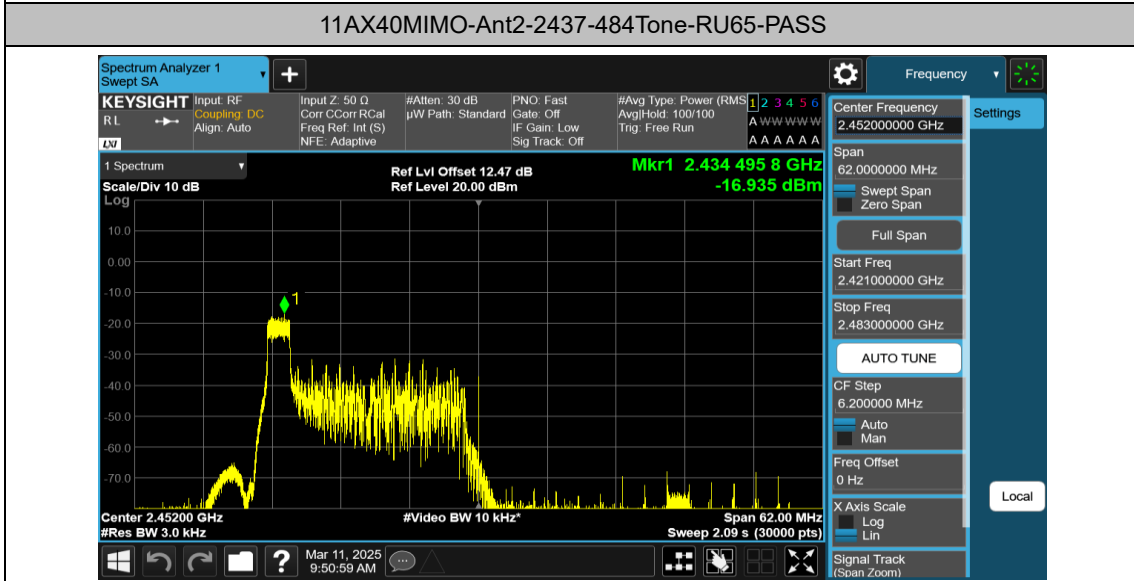 11AX40MIMO-Ant2-2437-484Tone-RU65-PASS
Spectrum Analyzer 1
Swept SA
Frequency
KEYSIGHT
RL
LXI
Input: RF
Coupling: DC
Align: Auto
Input Z: 50 Ω
Corr CCorr RCal
Freq Ref: Int (S)
NFE: Adaptive
#Atten: 30 dB
µW Path: Standard
PNO: Fast
Gate: Off
IF Gain: Low
Sig Track: Off
#Avg Type: Power (RMS
Avg|Hold: 100/100
Trig: Free Run
1 2 3 4 5 6
A W W W W W
A A A A A A
1 Spectrum
Scale/Div 10 dB
Log
Ref Lvl Offset 12.47 dB
Ref Level 20.00 dBm
Mkr1 2.434 495 8 GHz
-16.935 dBm
10.0
0.00
-10.0
-20.0
-30.0
-40.0
-50.0
-60.0
-70.0
1
Center 2.45200 GHz
#Res BW 3.0 kHz
#Video BW 10 kHz*
Span 62.00 MHz
Sweep 2.09 s (30000 pts)
Mar 11, 2025
9:50:59 AM
Center Frequency
2.452000000 GHz
Settings
Span
62.0000000 MHz
Swept Span
Zero Span
Full Span
Start Freq
2.421000000 GHz
Stop Freq
2.483000000 GHz
AUTO TUNE
CF Step
6.200000 MHz
Auto
Man
Freq Offset
0 Hz
X Axis Scale
Log
Lin
Signal Track
(Span Zoom)
Local